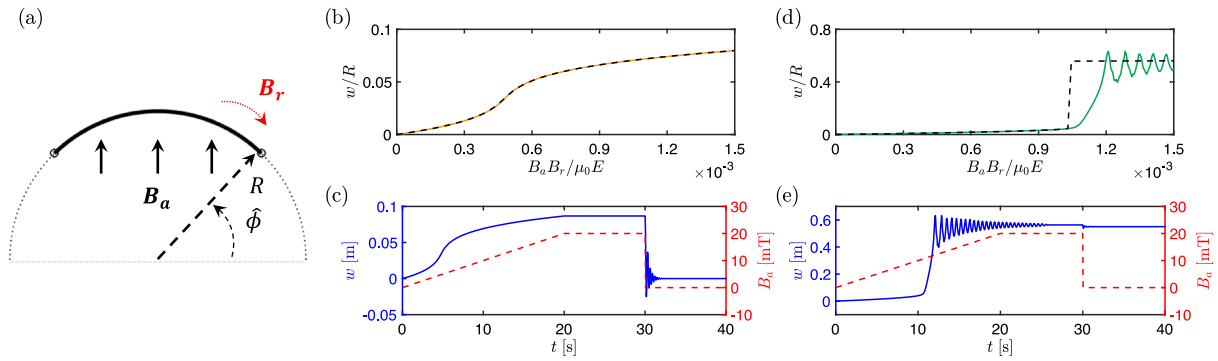 (a)
B_r
B_a
R
ϕ̂
(b)
0.1
0.05
0
w/R
0 0.3 0.6 0.9 1.2 1.5
B_aB_r/μ_0E
×10^-3
(c)
0.1
0.05
0
-0.05
w [m]
30
20
10
0
-10
B_a [mT]
0 10 20 30 40
t [s]
(d)
0.8
0.4
0
w/R
0 0.3 0.6 0.9 1.2 1.5
B_aB_r/μ_0E
×10^-3
(e)
0.6
0.4
0.2
0
w [m]
30
20
10
0
-10
B_a [mT]
0 10 20 30 40
t [s]